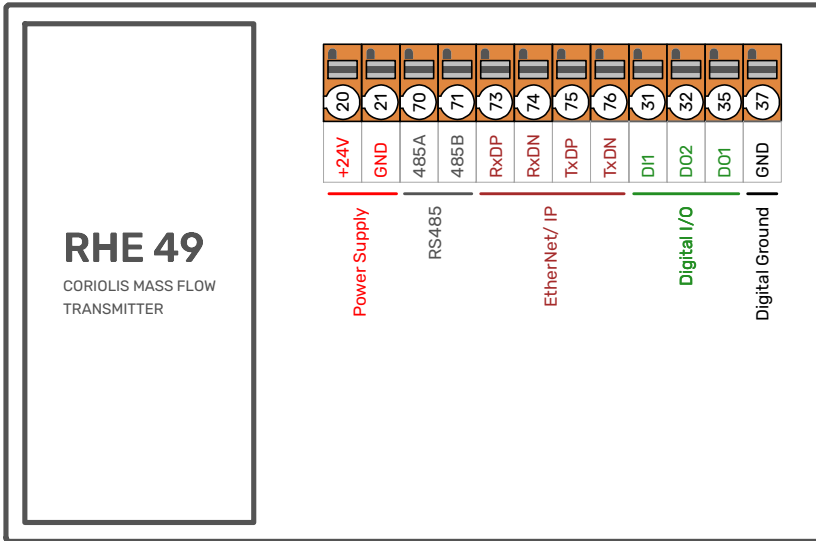 RHE 49
CORIOLIS MASS FLOW
TRANSMITTER
20 21 70 71 73 74 75 76 31 32 35 37
+24V GND 485A 485B RxDP RxDN TxDP TxDN DI1 DO2 DO1 GND
Power Supply
RS485
EtherNet/ IP
Digital I/O
Digital Ground